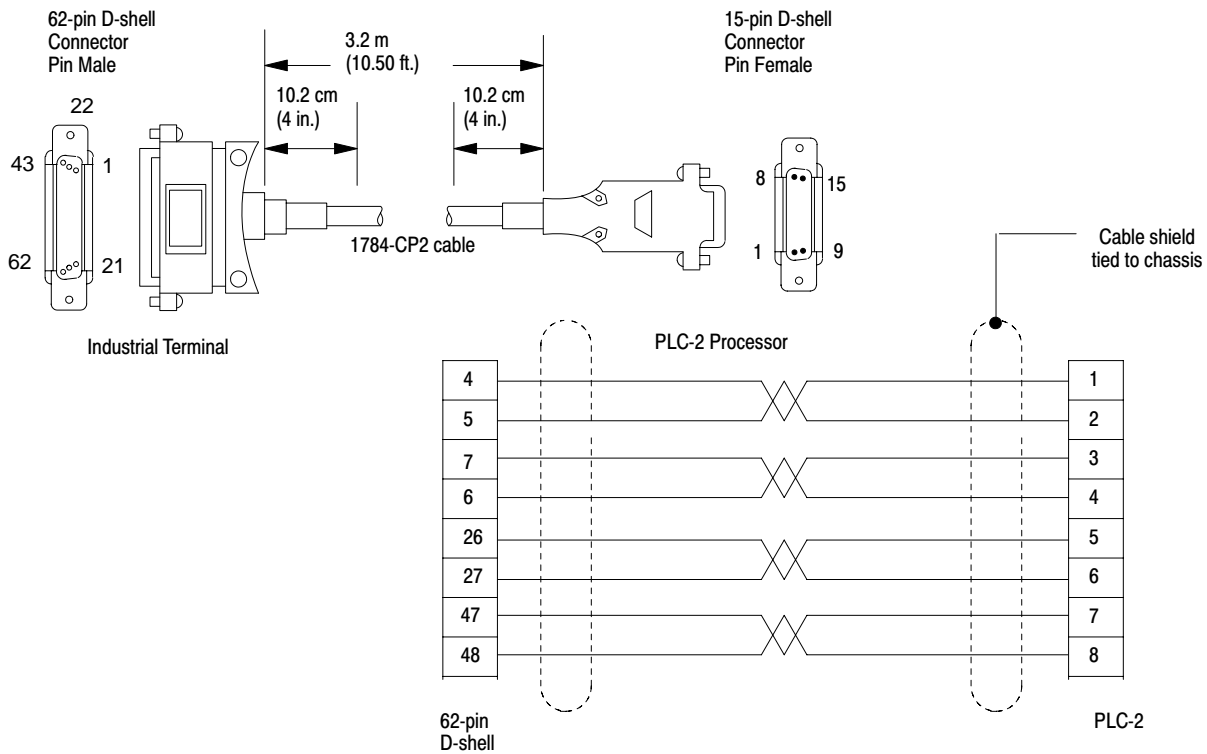 62-pin D-shell
Connector
Pin Male
3.2 m
(10.50 ft.)
15-pin D-shell
Connector
Pin Female
10.2 cm
(4 in.)
10.2 cm
(4 in.)
22
43
1
62
21
8
15
1
9
1784-CP2 cable
Cable shield
tied to chassis
Industrial Terminal
PLC-2 Processor
4
1
5
2
7
3
6
4
26
5
27
6
47
7
48
8
62-pin
D-shell
PLC-2